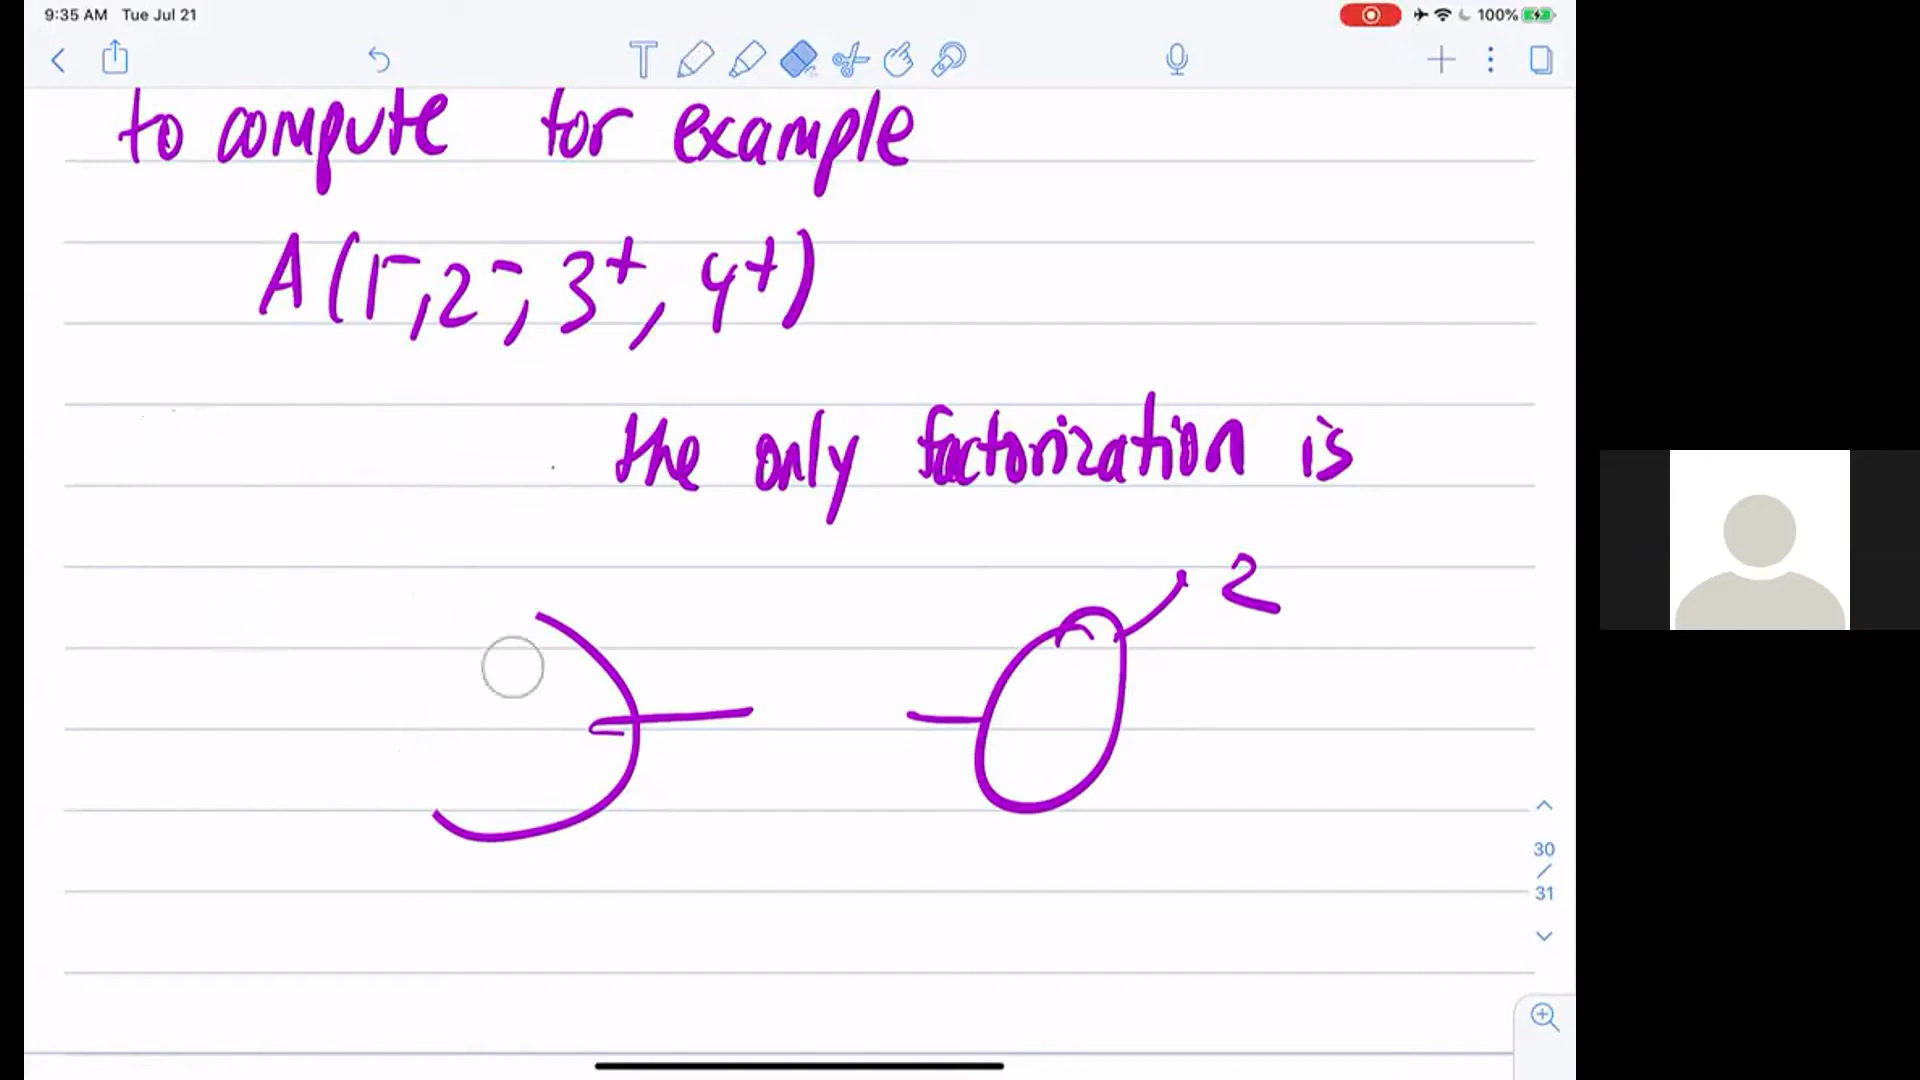 9:35 AM Tue Jul 21
100%
to compute for example
A(1⁻,2⁻,3⁺,4⁺)
the only factorization is
2
30
/
31